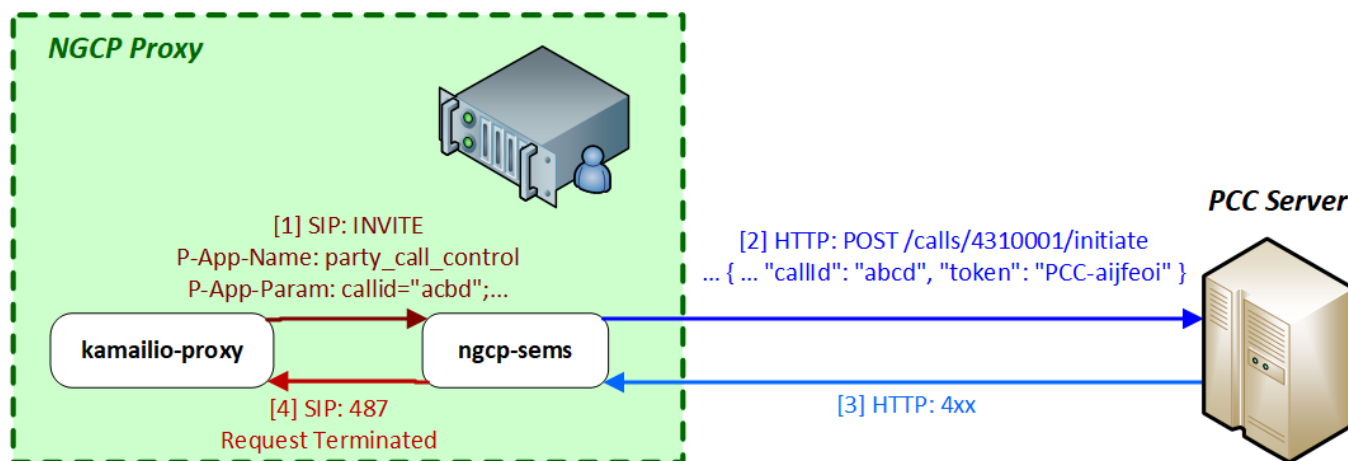 NGCP Proxy
[1] SIP: INVITE
P-App-Name: party_call_control
P-App-Param: callid="acbd";...
kamailio-proxy
ngcp-sems
[4] SIP: 487
Request Terminated
PCC Server
[2] HTTP: POST /calls/4310001/initiate
... { ... "callId": "abcd", "token": "PCC-aijfeoi" }
[3] HTTP: 4xx